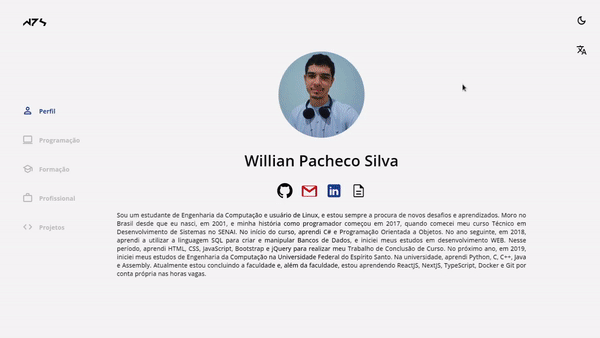 WPS
Perfil
Programação
Formação
Profissional
Projetos
Willian Pacheco Silva
Sou um estudante de Engenharia da Computação e usuário de Linux, e estou sempre a procura de novos desafios e aprendizados. Moro no
Brasil desde que eu nasci, em 2001, e minha história como programador começou em 2017, quando comecei meu curso Técnico em
Desenvolvimento de Sistemas no SENAI. No início do curso, aprendi C# e Programação Orientada a Objetos. No ano seguinte, em 2018,
aprendi a utilizar a linguagem SQL para criar e manipular Bancos de Dados, e iniciei meus estudos em desenvolvimento WEB. Nesse
período, aprendi HTML, CSS, JavaScript, Bootstrap e jQuery para realizar meu Trabalho de Conclusão de Curso. No próximo ano, em 2019,
iniciei meus estudos de Engenharia da Computação na Universidade Federal do Espírito Santo. Na universidade, aprendi Python, C, C++, Java
e Assembly. Atualmente estou concluindo a faculdade e, além da faculdade, estou aprendendo ReactJS, NextJS, TypeScript, Docker e Git por
conta própria nas horas vagas.